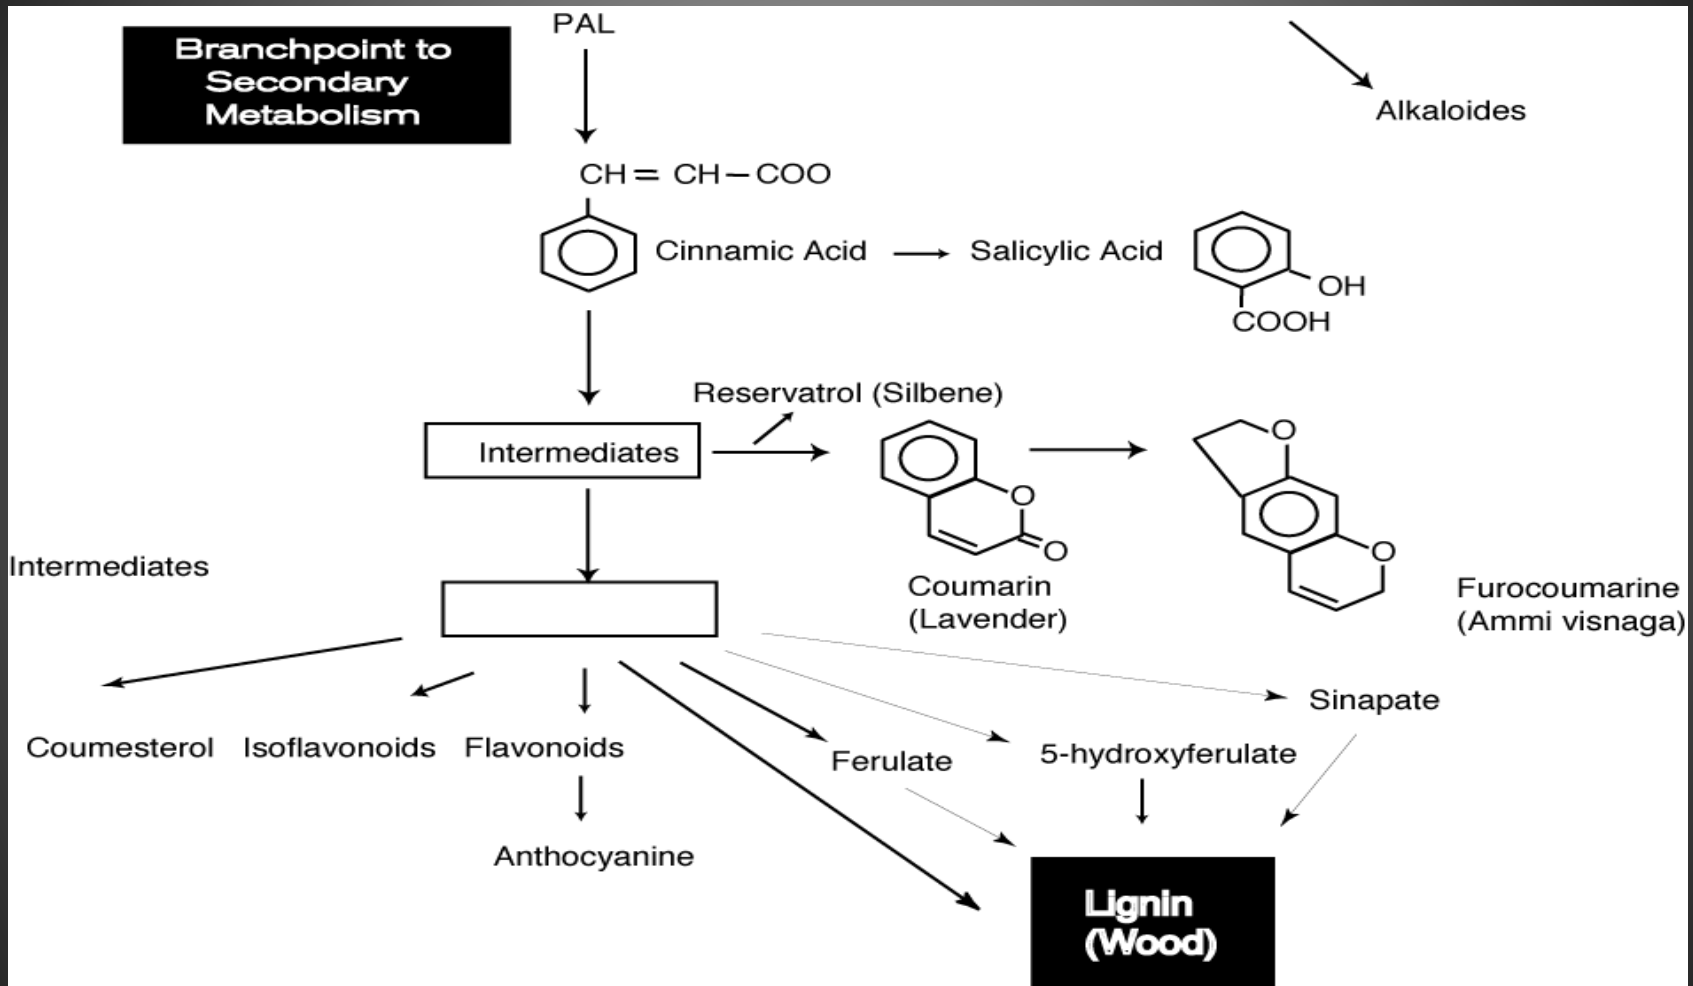 PAL
Branchpoint to
Secondary
Metabolism
Alkaloides
CH = CH – COO
Cinnamic Acid
Salicylic Acid
OH
COOH
Reservatrol (Silbene)
Intermediates
O
O
O
O
Intermediates
Coumarin
(Lavender)
Furocoumarine
(Ammi visnaga)
Sinapate
Coumesterol
Isoflavonoids
Flavonoids
Ferulate
5-hydroxyferulate
Anthocyanine
Lignin
(Wood)